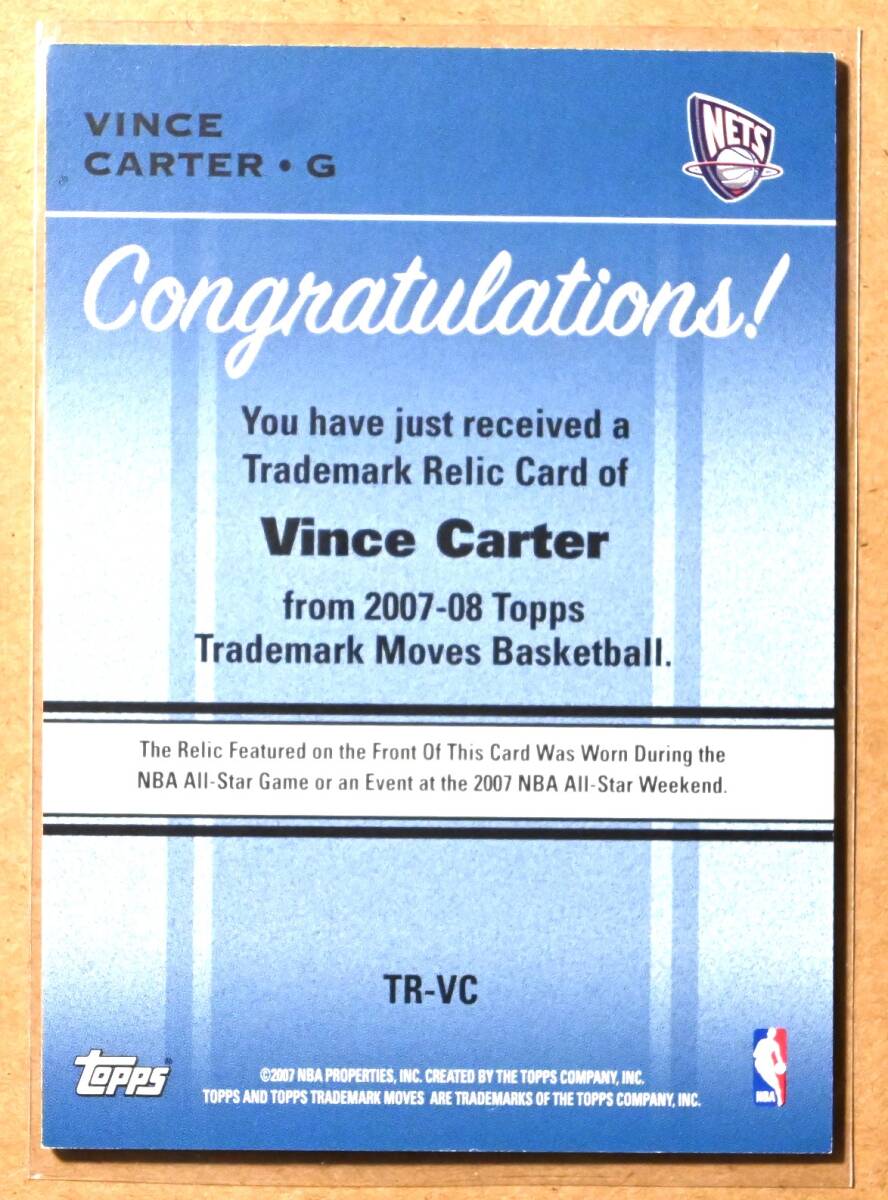 VINCE
CARTER • G
NETS
Congratulations!
You have just received a
Trademark Relic Card of
Vince Carter
from 2007-08 Topps
Trademark Moves Basketball.
The Relic Featured on the Front Of This Card Was Worn During the
NBA All-Star Game or an Event at the 2007 NBA All-Star Weekend.
TR-VC
TOPPS®
©2007 NBA PROPERTIES, INC. CREATED BY THE TOPPS COMPANY, INC.
TOPPS AND TOPPS TRADEMARK MOVES ARE TRADEMARKS OF THE TOPPS COMPANY, INC.
NBA